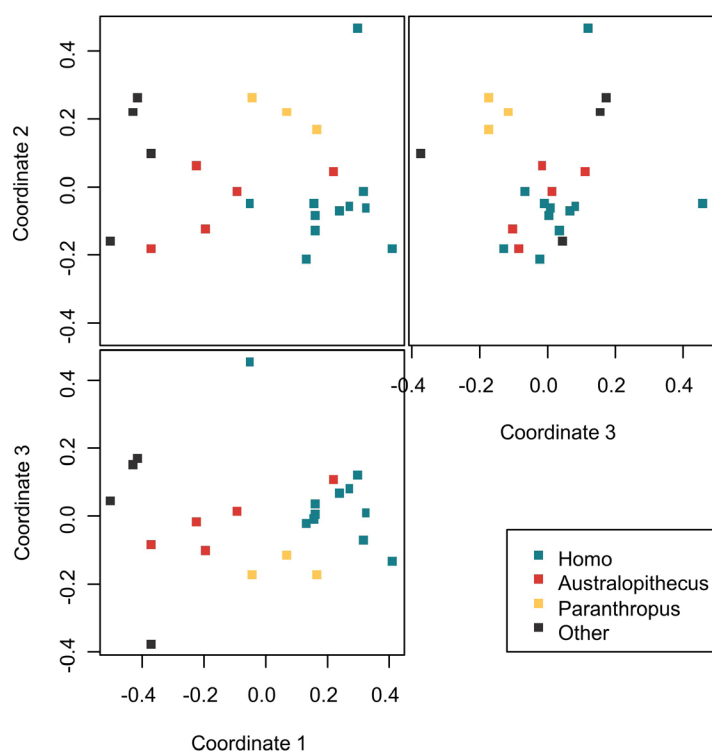 0.4
0.2
0.0
-0.2
-0.4
Coordinate 2
-0.4 -0.2 0.0 0.2 0.4
Coordinate 3
0.4
0.2
0.0
-0.2
-0.4
Coordinate 3
-0.4 -0.2 0.0 0.2 0.4
Coordinate 1
Homo
Australopithecus
Paranthropus
Other